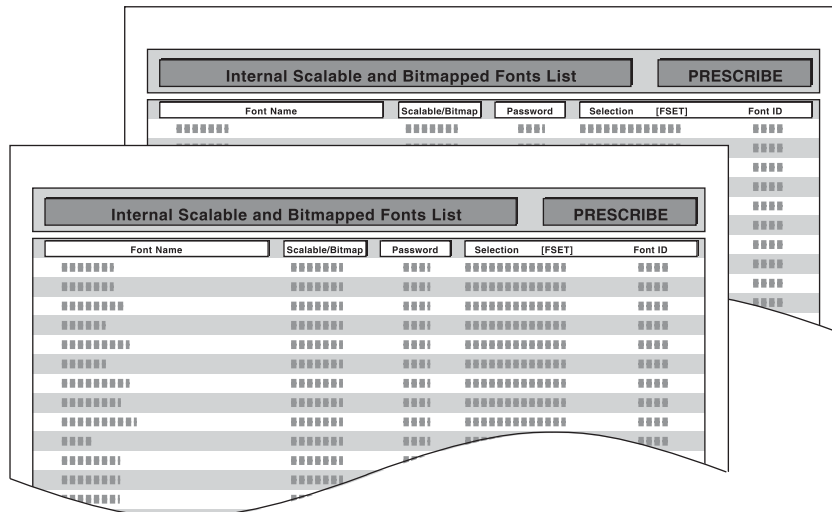 Internal Scalable and Bitmapped Fonts List PRESCRIBE
Font Name Scalable/Bitmap Password Selection [FSET] Font ID
Internal Scalable and Bitmapped Fonts List PRESCRIBE
Font Name Scalable/Bitmap Password Selection [FSET] Font ID